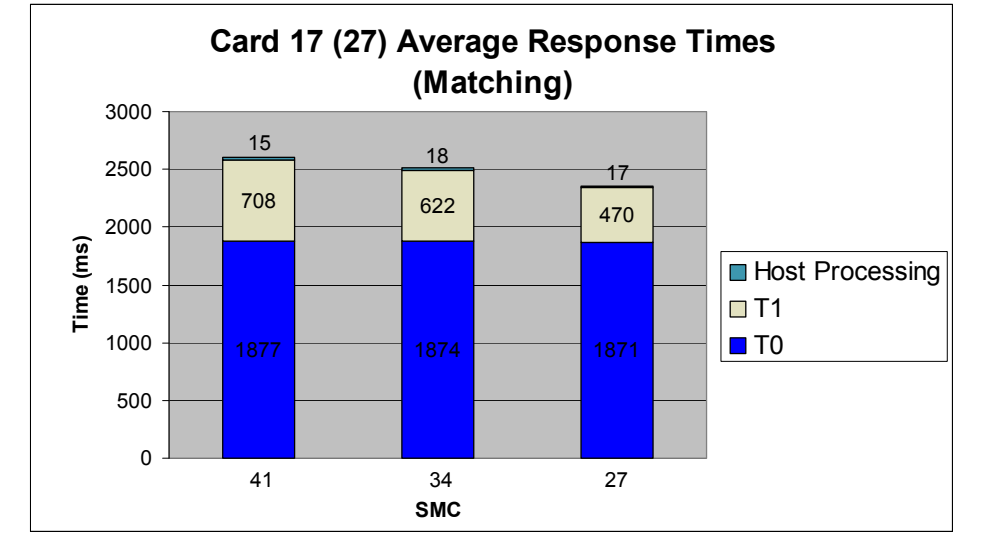 Card 17 (27) Average Response Times
(Matching)
3000
2500
2000
1500
1000
500
0
Time (ms)
15
18
17
708
622
470
1877
1874
1871
41
34
27
SMC
Host Processing
T1
T0